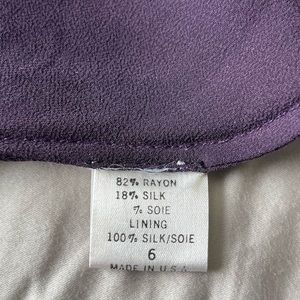 82% RAYON
18% SILK
% SOIE
LINING
100% SILK/SOIE
6
MADE IN U.S.A.